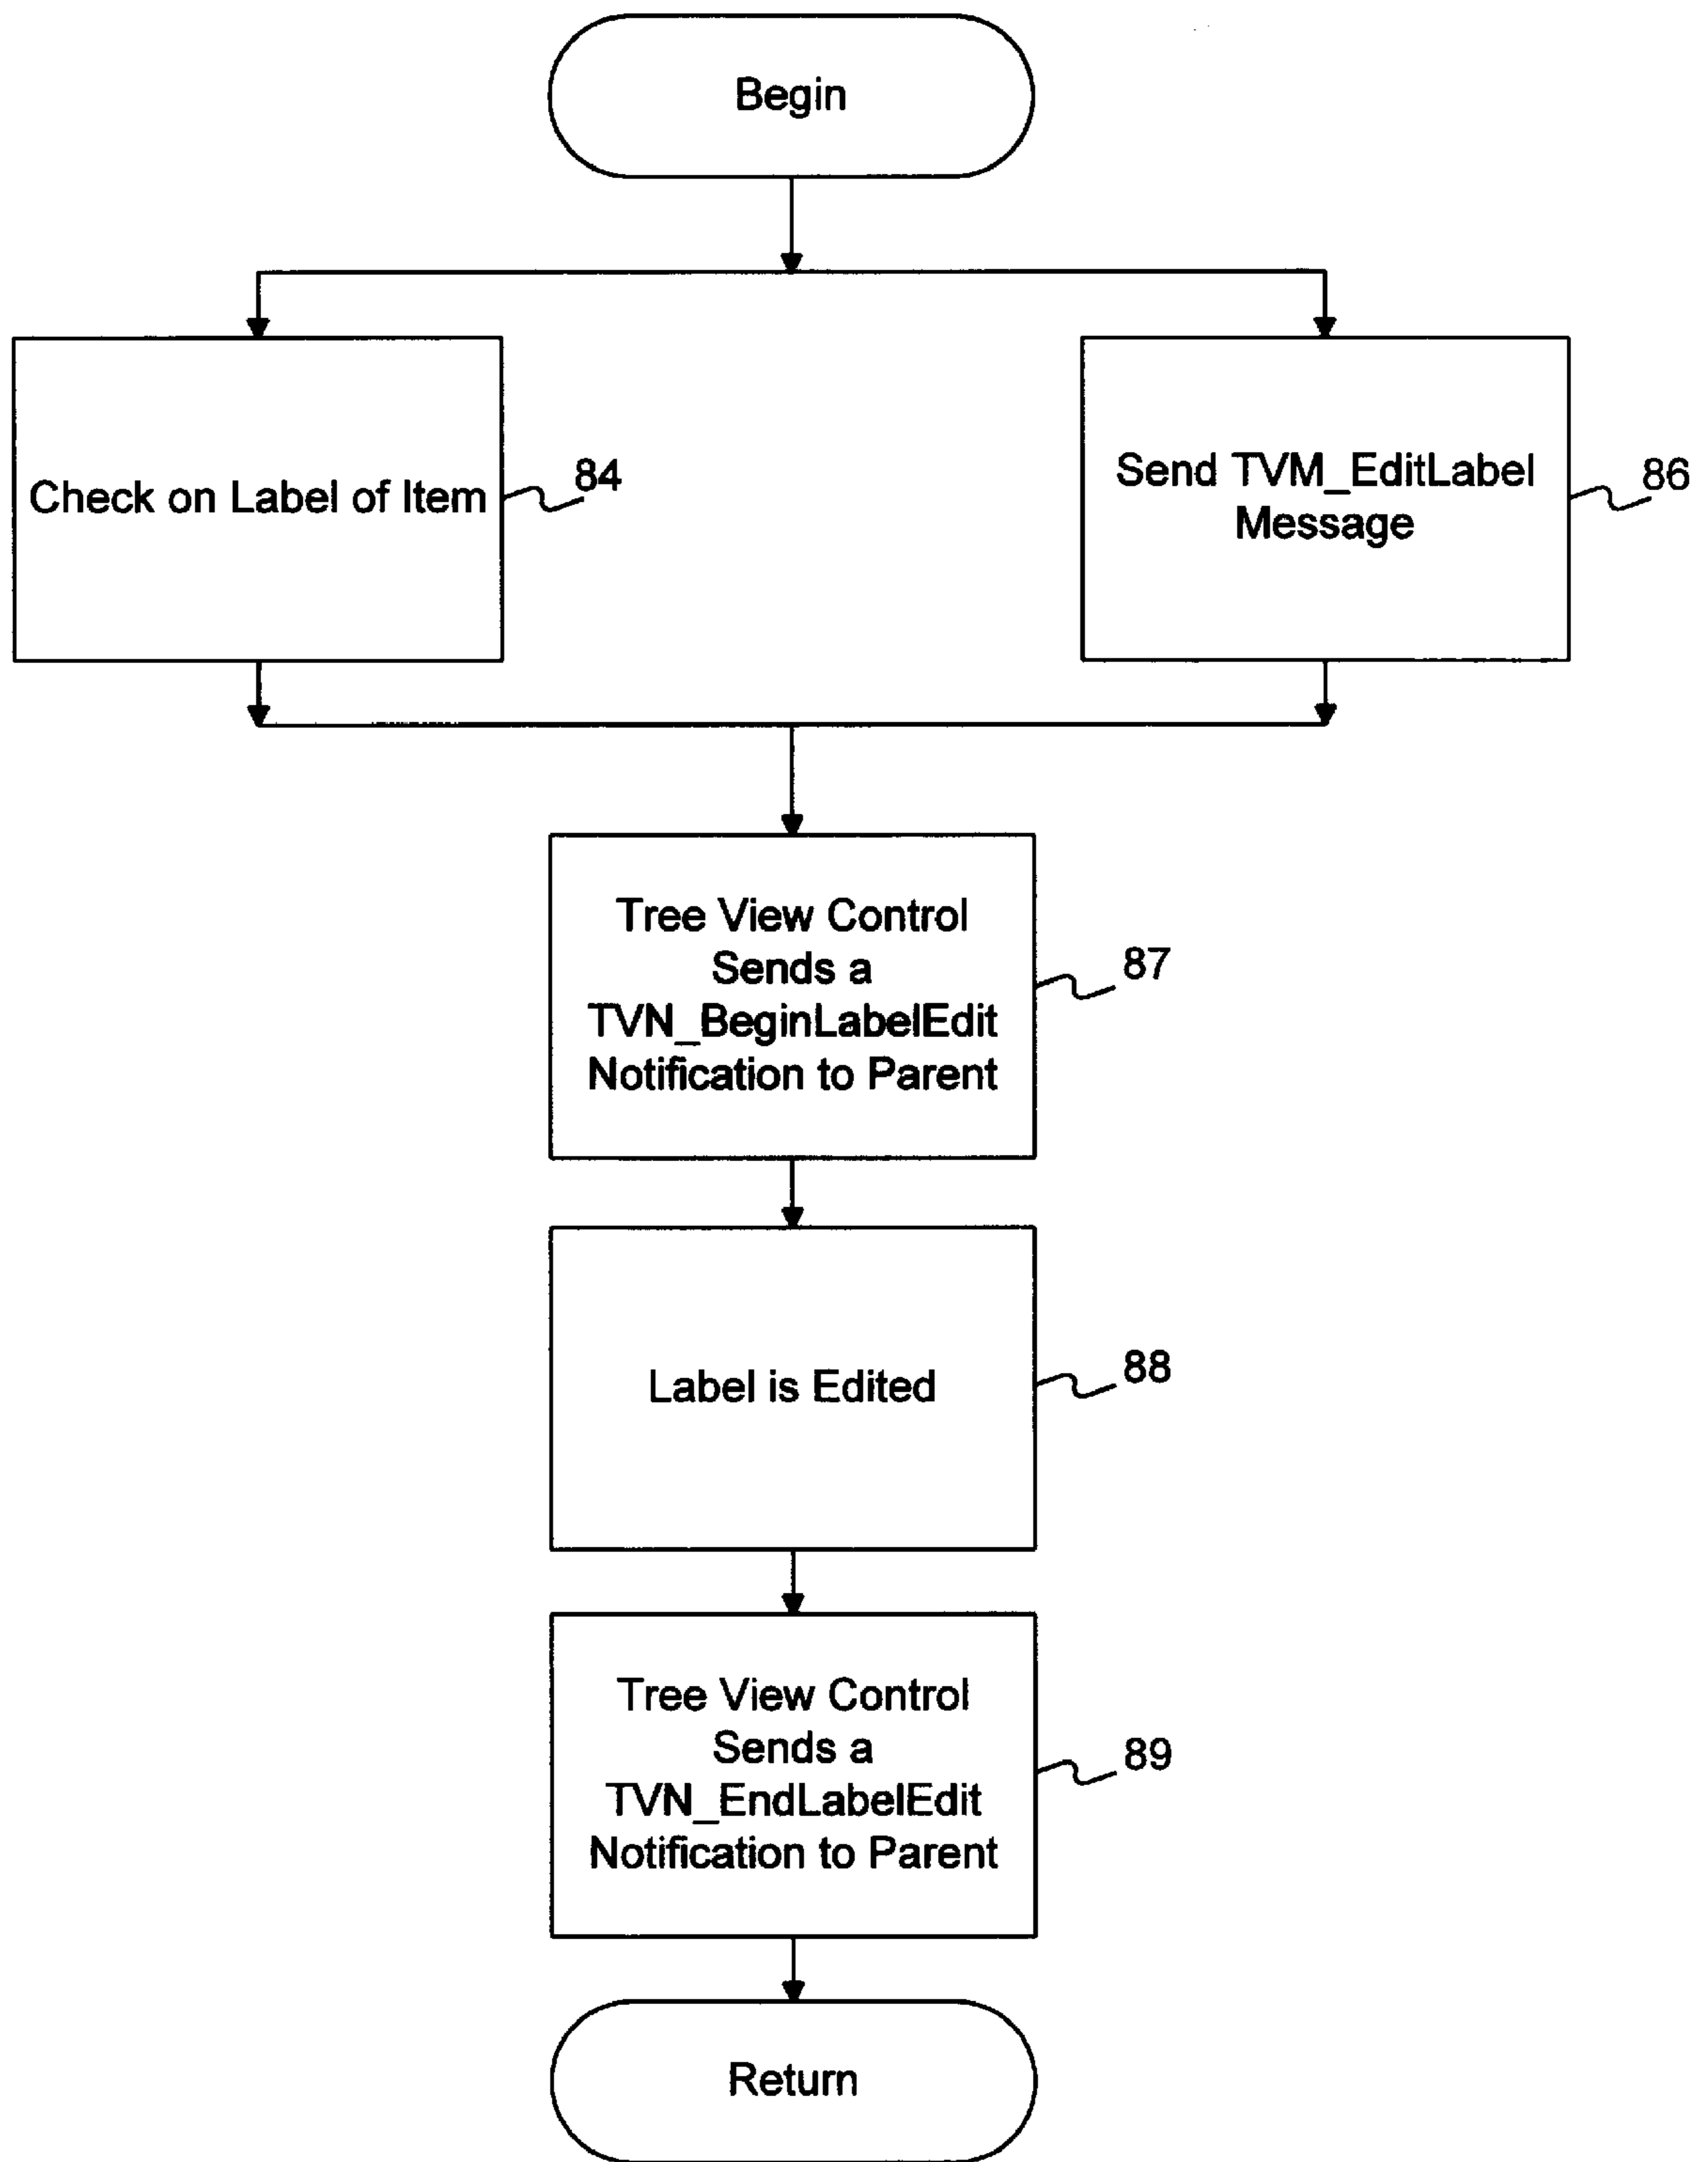 Begin
Check on Label of Item
84
Send TVM_EditLabel
Message
86
Tree View Control
Sends a
TVN_BeginLabelEdit
Notification to Parent
87
Label is Edited
88
Tree View Control
Sends a
TVN_EndLabelEdit
Notification to Parent
89
Return